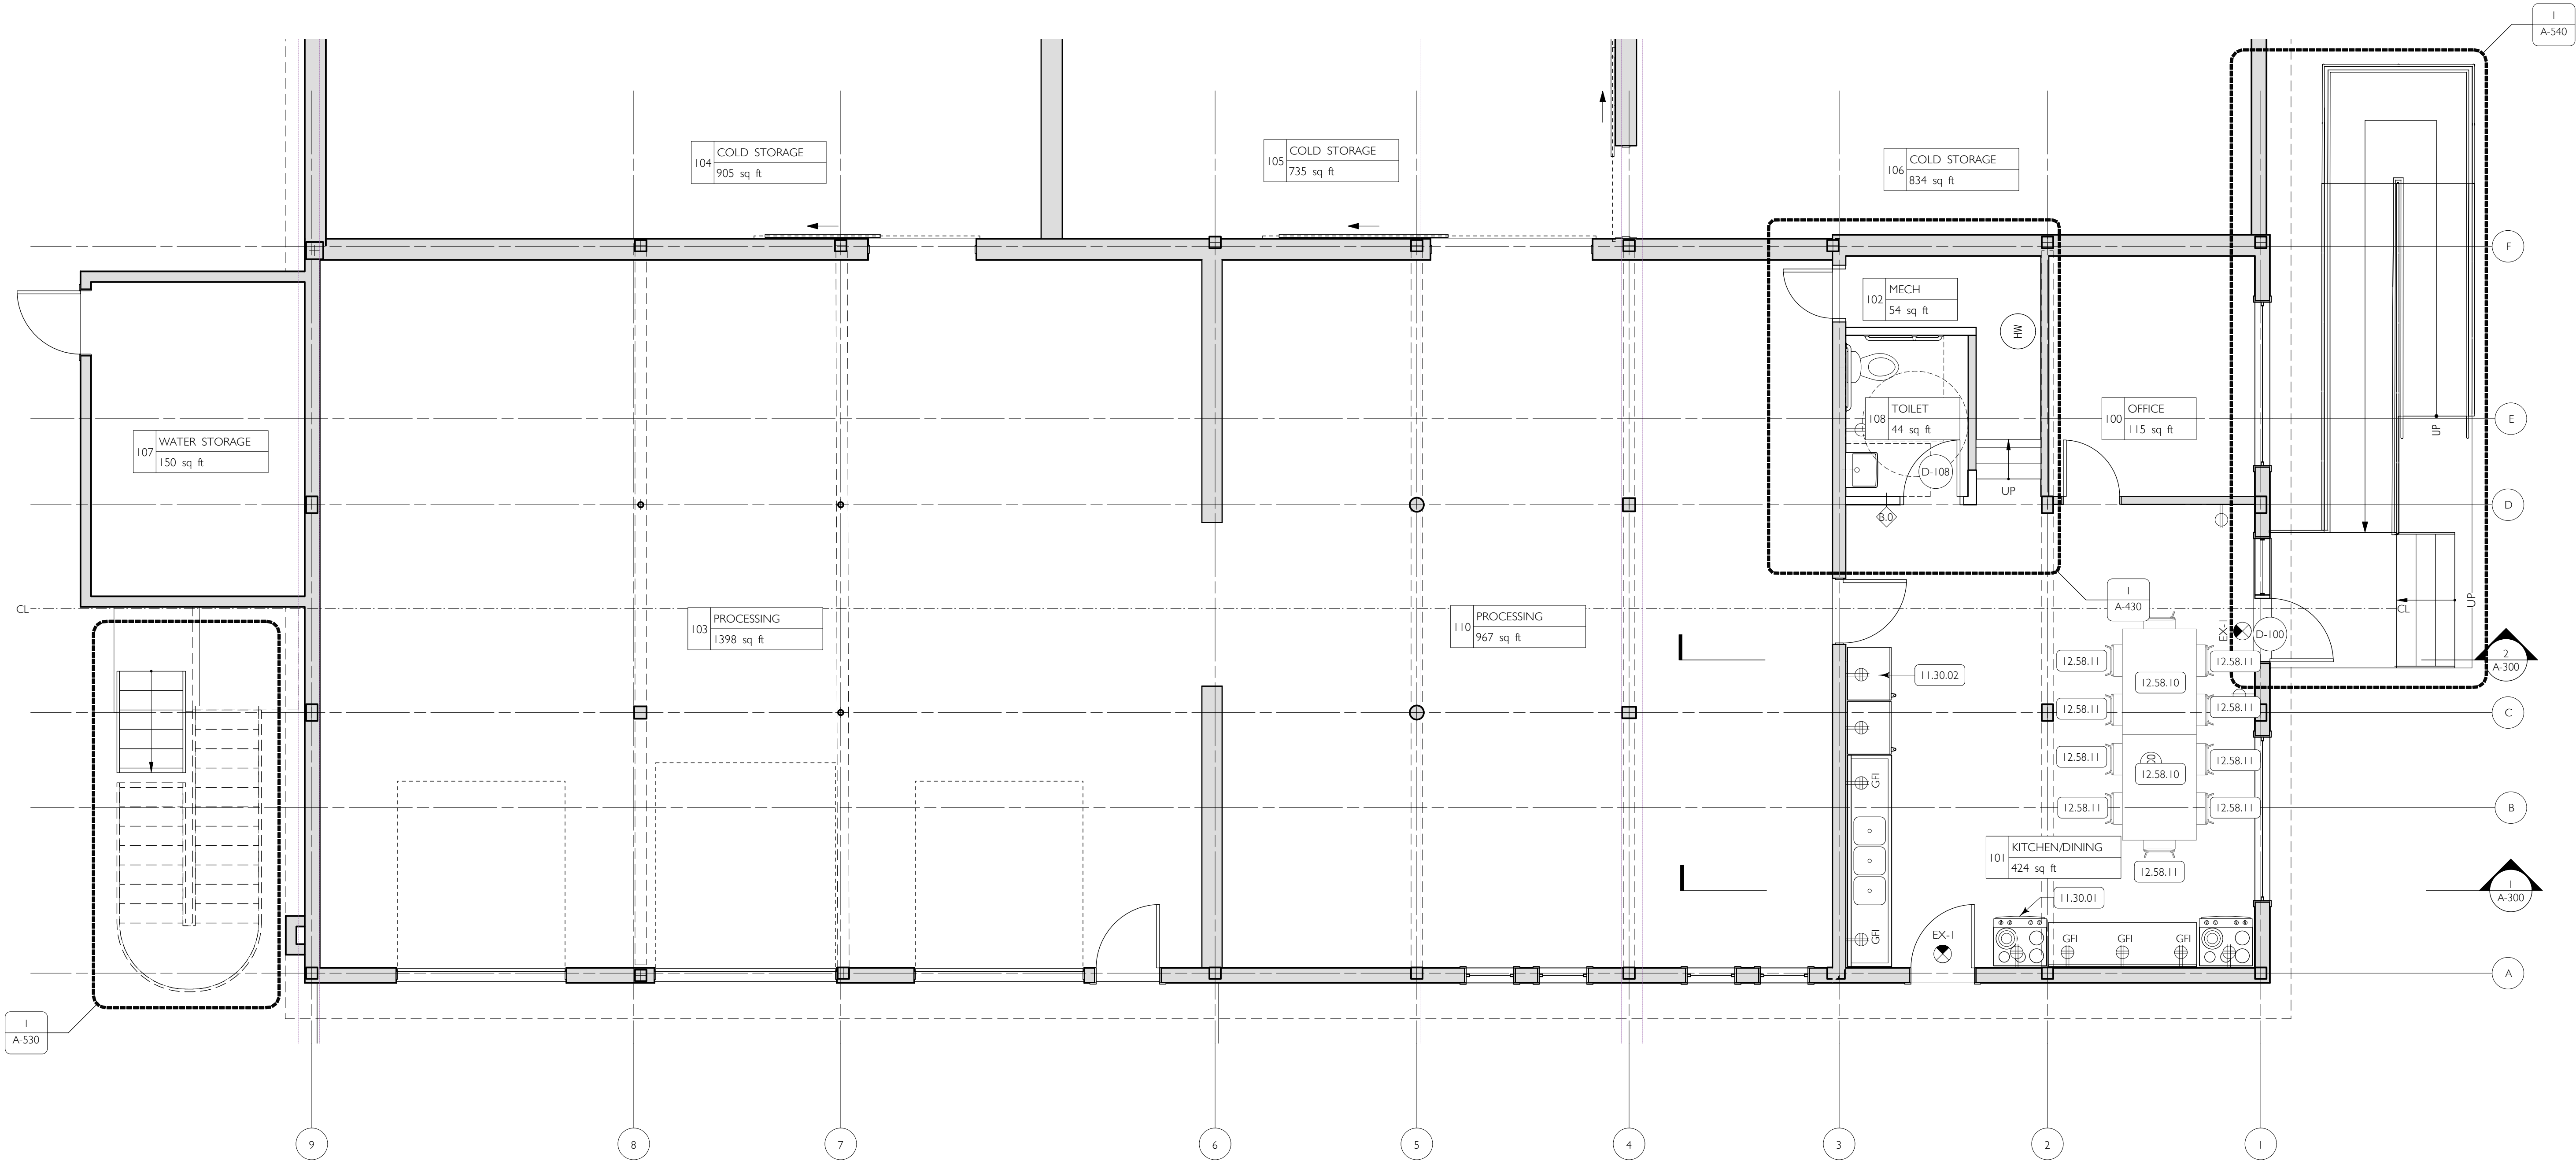 1
A-540
104
COLD STORAGE
905 sq ft
105
COLD STORAGE
735 sq ft
106
COLD STORAGE
834 sq ft
F
102
MECH
54 sq ft
HW
108
TOILET
44 sq ft
100
OFFICE
115 sq ft
E
UP
107
WATER STORAGE
150 sq ft
D-108
UP
D
B.0
CL
103
PROCESSING
1398 sq ft
110
PROCESSING
967 sq ft
1
A-430
CL
UP
EX-1
D-100
2
A-300
12.58.11
12.58.11
11.30.02
12.58.10
12.58.11
12.58.11
C
12.58.11
12.58.11
12.58.10
GFI
12.58.11
12.58.11
B
101
KITCHEN/DINING
424 sq ft
12.58.11
1
A-300
11.30.01
GFI
EX-1
GFI
GFI
GFI
A
1
A-530
9
8
7
6
5
4
3
2
1